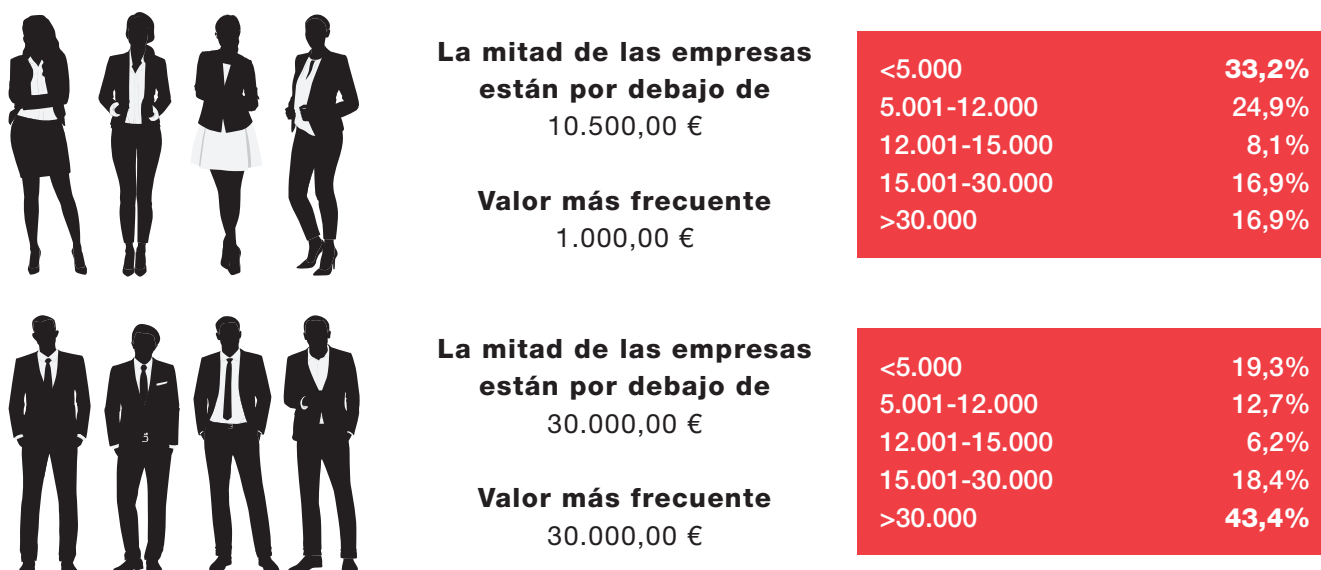 La mitad de las empresas
están por debajo de
10.500,00 €
Valor más frecuente
1.000,00 €
<5.000 33,2%
5.001-12.000 24,9%
12.001-15.000 8,1%
15.001-30.000 16,9%
>30.000 16,9%
La mitad de las empresas
están por debajo de
30.000,00 €
Valor más frecuente
30.000,00 €
<5.000 19,3%
5.001-12.000 12,7%
12.001-15.000 6,2%
15.001-30.000 18,4%
>30.000 43,4%